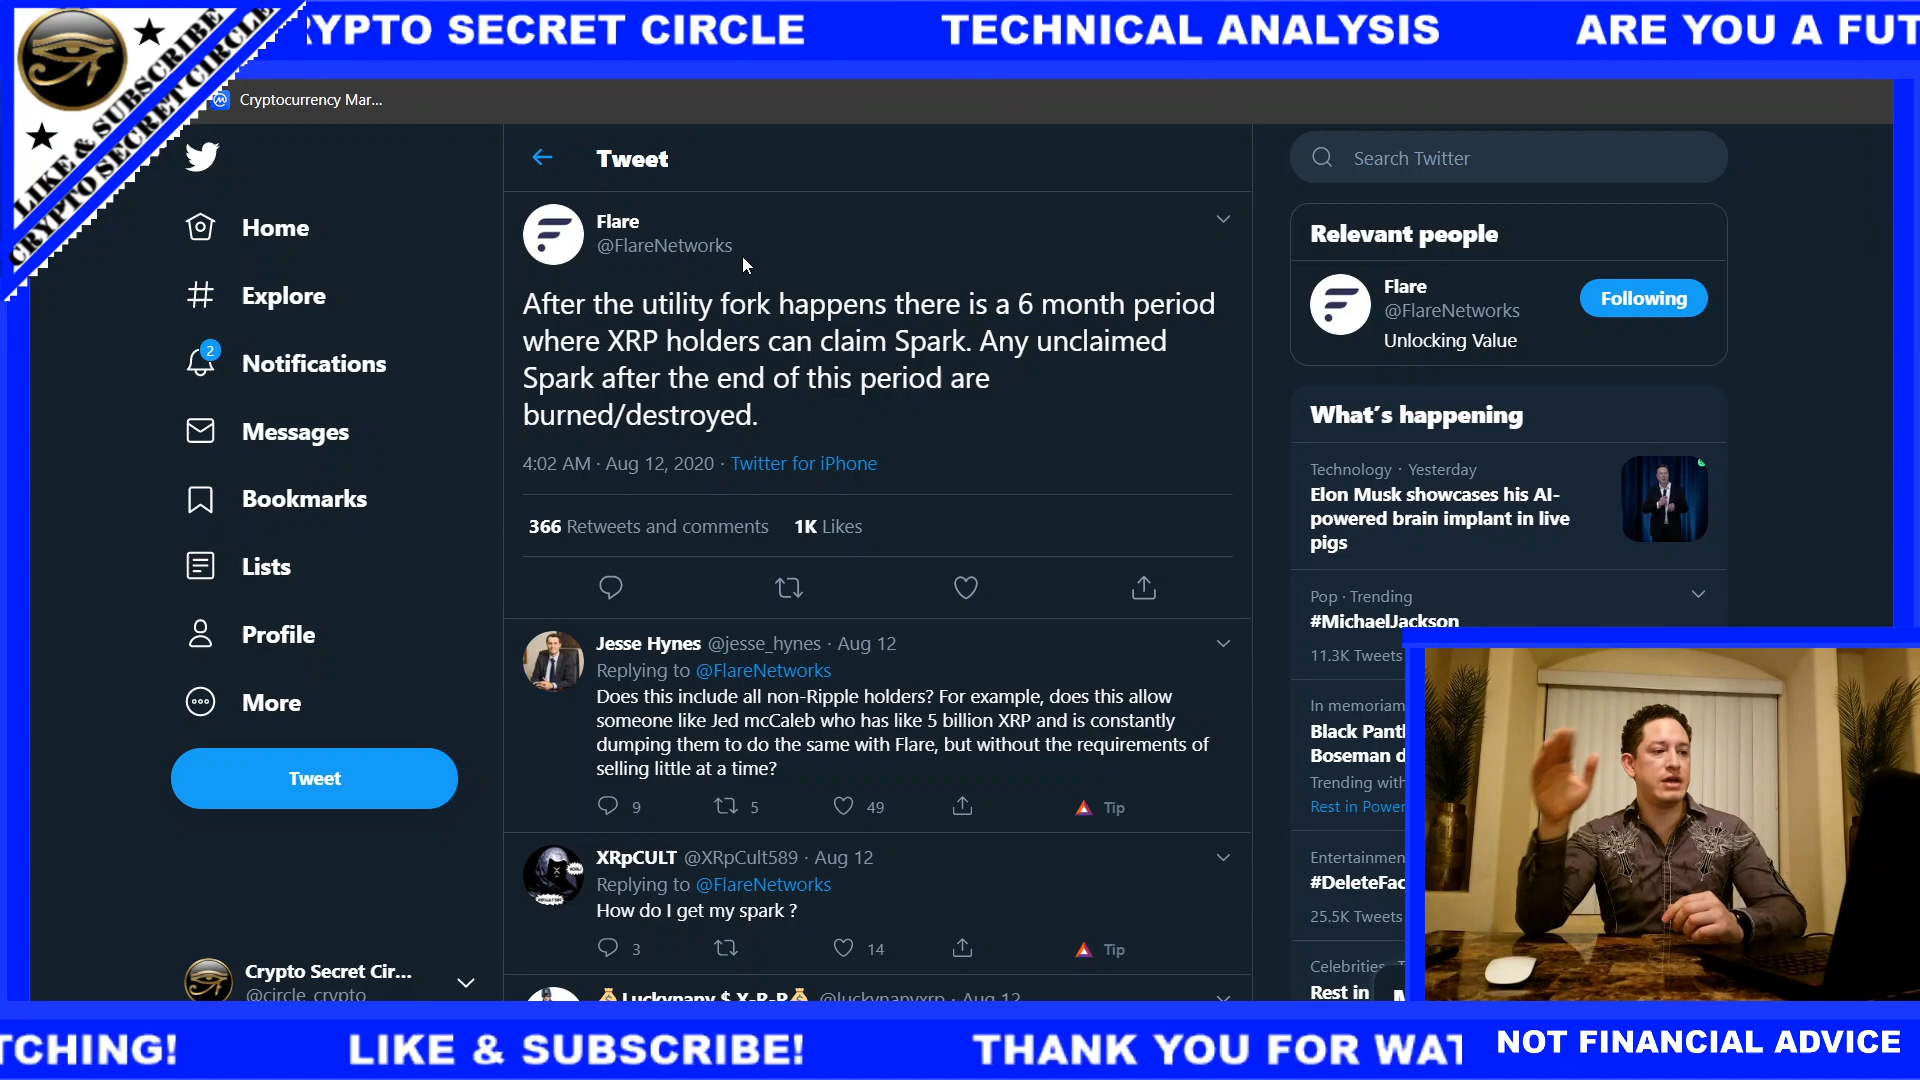 RYPTO SECRET CIRCLE
TECHNICAL ANALYSIS
ARE YOU A FUT
LIKE & SUBSCRIBE
CRYPTO SECRET CIRCLE
Cryptocurrency Mar...
Home
Explore
2
Notifications
Messages
Bookmarks
Lists
Profile
More
Tweet
Crypto Secret Cir...
@circle_crypto
Tweet
Flare
@FlareNetworks
After the utility fork happens there is a 6 month period
where XRP holders can claim Spark. Any unclaimed
Spark after the end of this period are
burned/destroyed.
4:02 AM · Aug 12, 2020 · Twitter for iPhone
366 Retweets and comments 1K Likes
Jesse Hynes @jesse_hynes · Aug 12
Replying to @FlareNetworks
Does this include all non-Ripple holders? For example, does this allow
someone like Jed mcCaleb who has like 5 billion XRP and is constantly
dumping them to do the same with Flare, but without the requirements of
selling little at a time?
9 5 49 Tip
XRpCULT @XRpCult589 · Aug 12
Replying to @FlareNetworks
How do I get my spark ?
3 14 Tip
Luckynany $ X-R-P @luckynanyxrp · Aug 12
Search Twitter
Relevant people
Flare
@FlareNetworks
Following
Unlocking Value
What's happening
Technology · Yesterday
Elon Musk showcases his AI-
powered brain implant in live
pigs
Pop · Trending
#MichaelJackson
11.3K Tweets
In memoriam
Black Pant
Boseman d
Trending with
Rest in Power
Entertainmen
#DeleteFac
25.5K Tweets
Celebrities
Rest in
TCHING!
LIKE & SUBSCRIBE!
THANK YOU FOR WAT
NOT FINANCIAL ADVICE